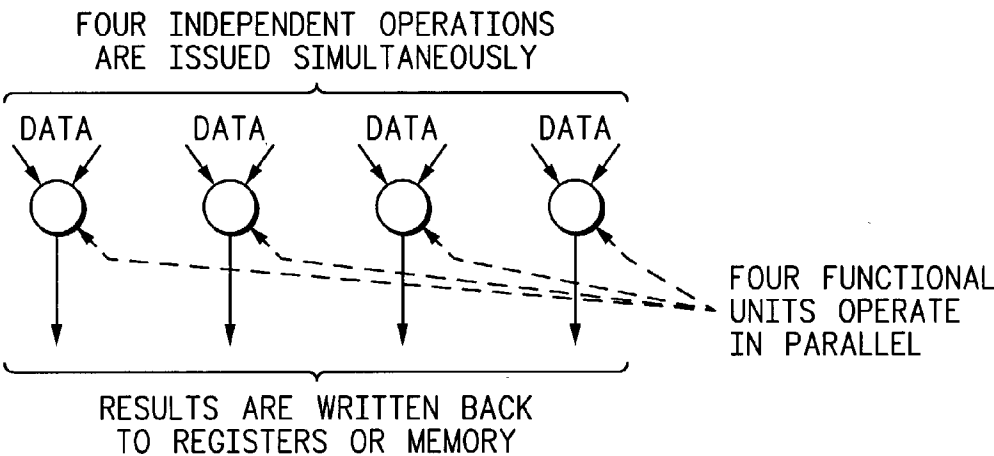 FOUR INDEPENDENT OPERATIONS
ARE ISSUED SIMULTANEOUSLY
DATA DATA DATA DATA
FOUR FUNCTIONAL
UNITS OPERATE
IN PARALLEL
RESULTS ARE WRITTEN BACK
TO REGISTERS OR MEMORY